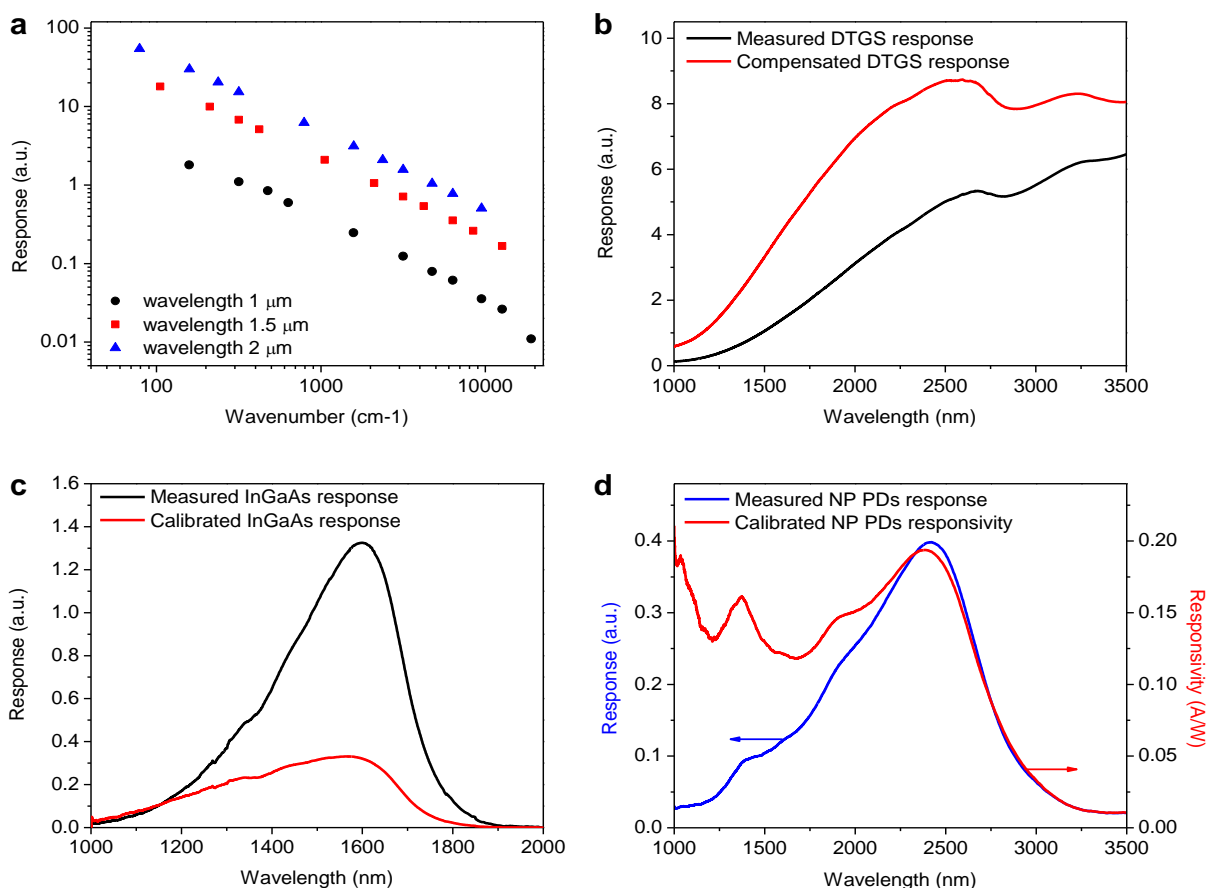 a
100
10
1
0.1
0.01
Response (a.u.)
wavelength 1 μm
wavelength 1.5 μm
wavelength 2 μm
100
1000
10000
Wavenumber (cm-1)
b
10
8
6
4
2
0
Response (a.u.)
Measured DTGS response
Compensated DTGS response
1000
1500
2000
2500
3000
3500
Wavelength (nm)
c
1.6
1.4
1.2
1.0
0.8
0.6
0.4
0.2
0.0
Response (a.u.)
Measured InGaAs response
Calibrated InGaAs response
1000
1200
1400
1600
1800
2000
Wavelength (nm)
d
0.4
0.3
0.2
0.1
0.0
Response (a.u.)
Measured NP PDs response
Calibrated NP PDs responsivity
0.20
0.15
0.10
0.05
0.00
Responsivity (A/W)
1000
1500
2000
2500
3000
3500
Wavelength (nm)